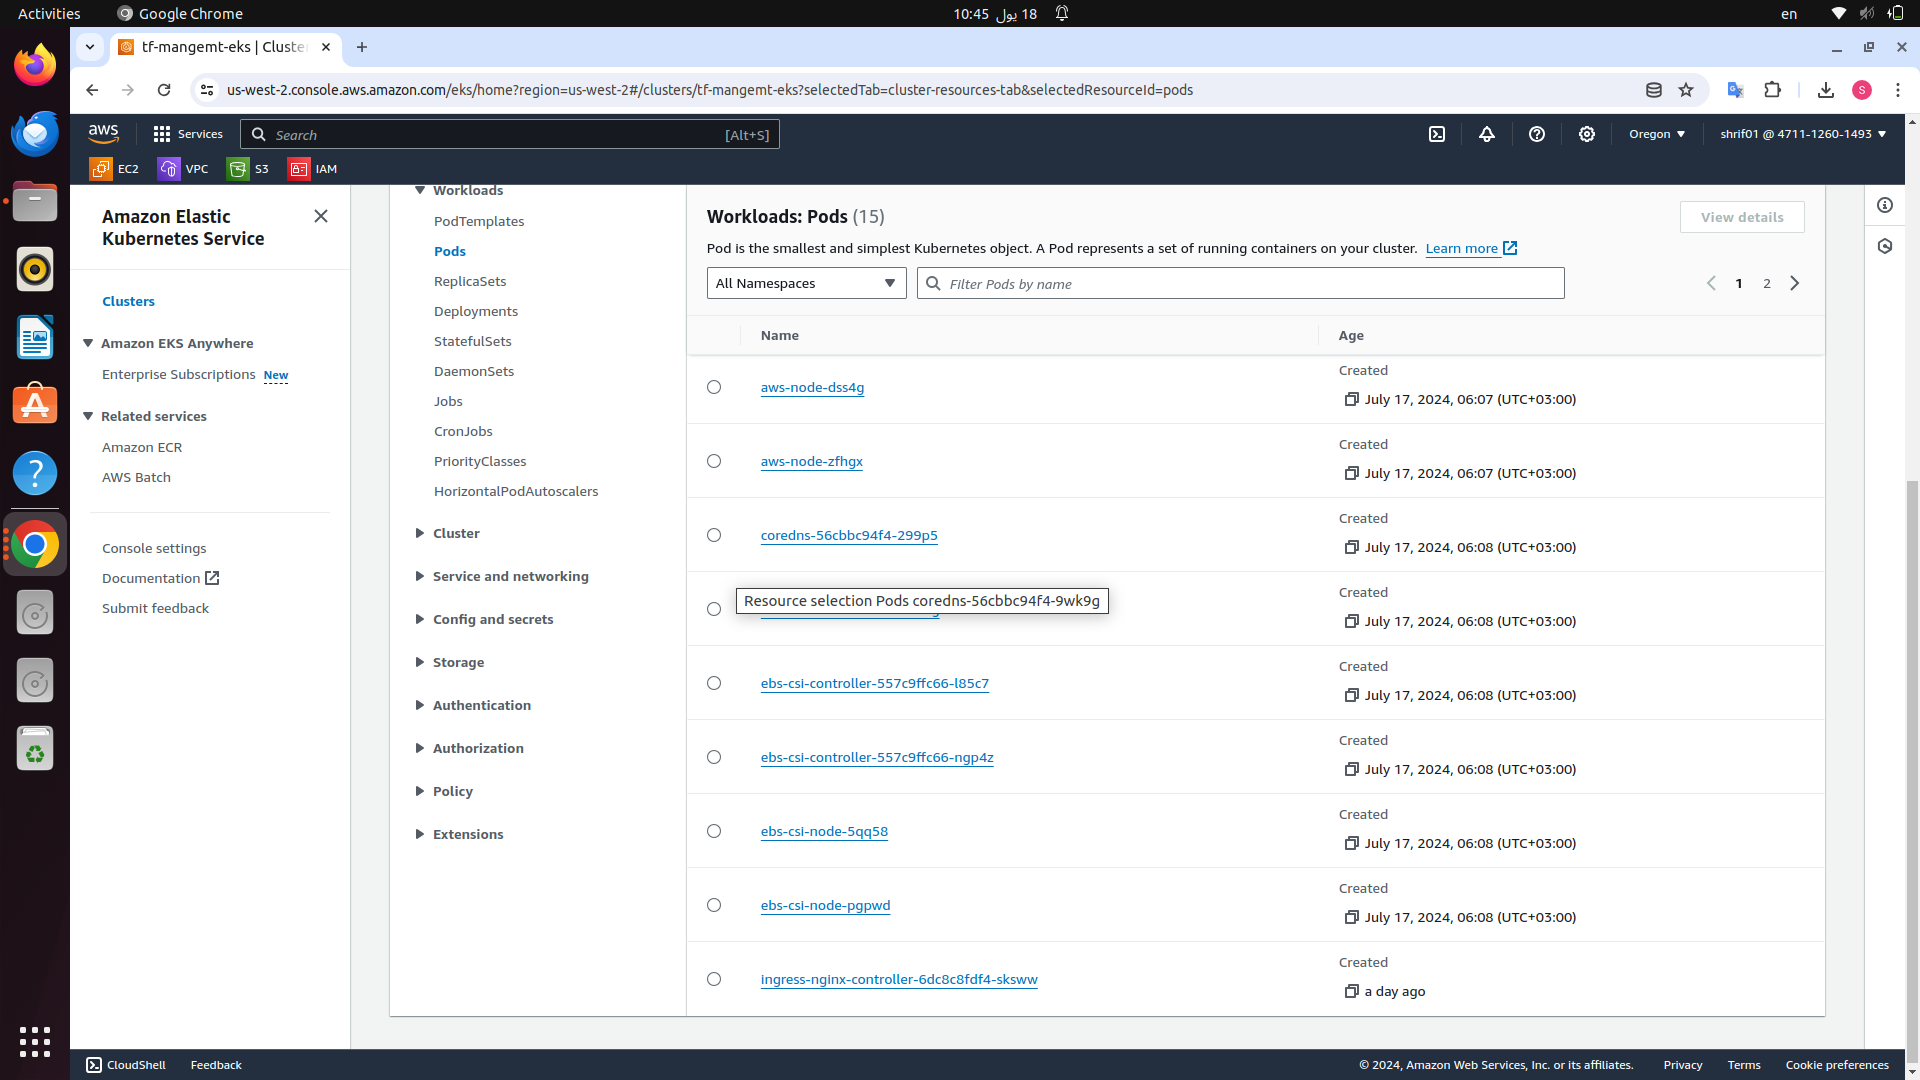 Activities
Google Chrome
10:45 يول 18
en
tf-mangemt-eks | Cluste
us-west-2.console.aws.amazon.com/eks/home?region=us-west-2#/clusters/tf-mangemt-eks?selectedTab=cluster-resources-tab&selectedResourceId=pods
S
aws
Services
Search
[Alt+S]
Oregon
shrif01 @ 4711-1260-1493
EC2
VPC
S3
IAM
Amazon Elastic
Kubernetes Service
Clusters
Amazon EKS Anywhere
Enterprise Subscriptions New
Related services
Amazon ECR
AWS Batch
Console settings
Documentation
Submit feedback
Workloads
PodTemplates
Pods
ReplicaSets
Deployments
StatefulSets
DaemonSets
Jobs
CronJobs
PriorityClasses
HorizontalPodAutoscalers
Cluster
Service and networking
Config and secrets
Storage
Authentication
Authorization
Policy
Extensions
Workloads: Pods (15)
View details
Pod is the smallest and simplest Kubernetes object. A Pod represents a set of running containers on your cluster. Learn more
All Namespaces
Filter Pods by name
1 2
Name
Age
aws-node-dss4g
Created
July 17, 2024, 06:07 (UTC+03:00)
aws-node-zfhgx
Created
July 17, 2024, 06:07 (UTC+03:00)
coredns-56cbbc94f4-299p5
Created
July 17, 2024, 06:08 (UTC+03:00)
Resource selection Pods coredns-56cbbc94f4-9wk9g
Created
July 17, 2024, 06:08 (UTC+03:00)
ebs-csi-controller-557c9ffc66-l85c7
Created
July 17, 2024, 06:08 (UTC+03:00)
ebs-csi-controller-557c9ffc66-ngp4z
Created
July 17, 2024, 06:08 (UTC+03:00)
ebs-csi-node-5qq58
Created
July 17, 2024, 06:08 (UTC+03:00)
ebs-csi-node-pgpwd
Created
July 17, 2024, 06:08 (UTC+03:00)
ingress-nginx-controller-6dc8c8fdf4-sksww
Created
a day ago
CloudShell
Feedback
© 2024, Amazon Web Services, Inc. or its affiliates.
Privacy
Terms
Cookie preferences